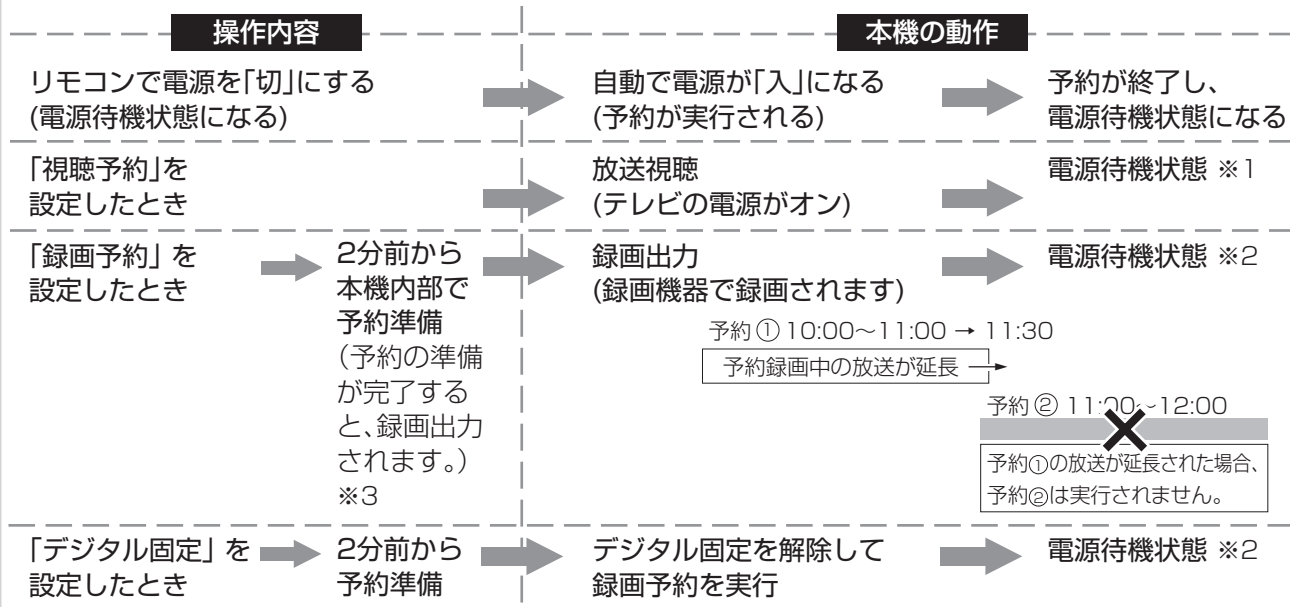 操作内容
本機の動作
リモコンで電源を「切」にする
(電源待機状態になる)
自動で電源が「入」になる
(予約が実行される)
予約が終了し、
電源待機状態になる
「視聴予約」を
設定したとき
放送視聴
(テレビの電源がオン)
電源待機状態 ※1
「録画予約」を
設定したとき
2分前から
本機内部で
予約準備
(予約の準備
が完了する
と、録画出力
されます。)
※3
録画出力
(録画機器で録画されます)
電源待機状態 ※2
予約 ① 10:00〜11:00 → 11:30
予約録画中の放送が延長
予約 ② 11:00〜12:00
予約①の放送が延長された場合、
予約②は実行されません。
「デジタル固定」を
設定したとき
2分前から
予約準備
デジタル固定を解除して
録画予約を実行
電源待機状態 ※2